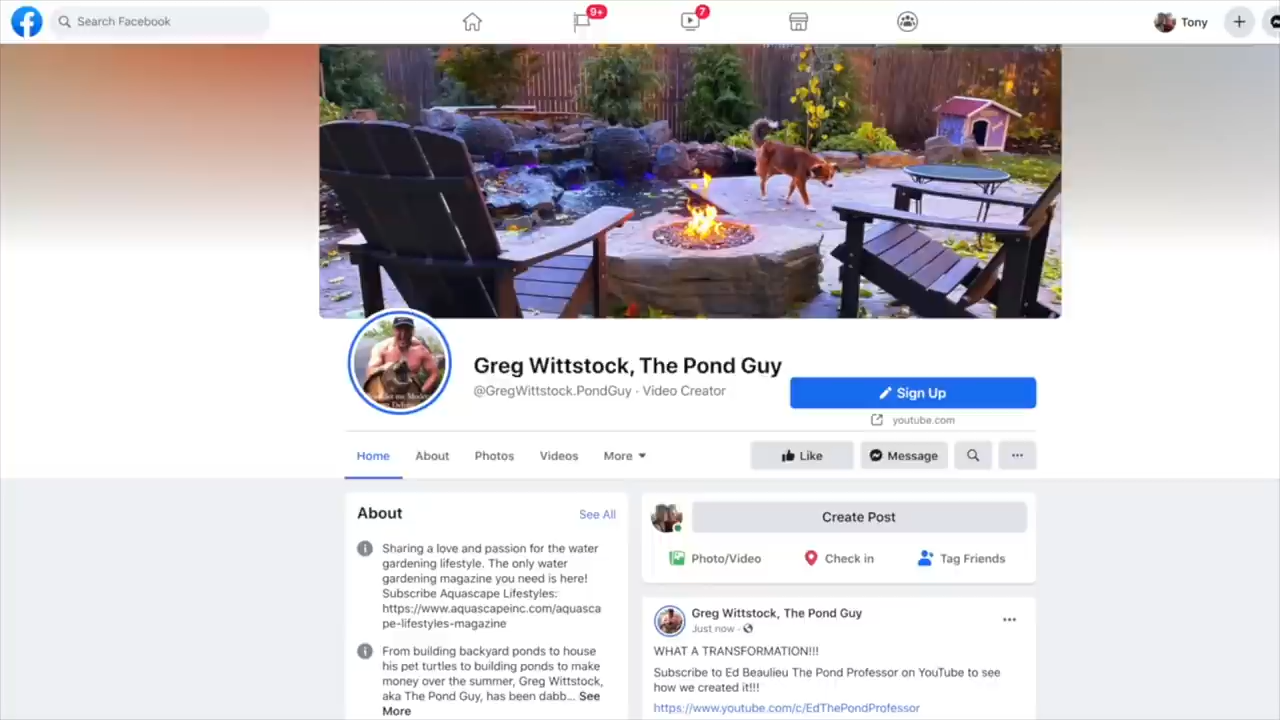 Search Facebook
9+
7
Tony
Greg Wittstock, The Pond Guy
@GregWittstock.PondGuy · Video Creator
Sign Up
youtube.com
Home
About
Photos
Videos
More
Like
Message
About
See All
Sharing a love and passion for the water
gardening lifestyle. The only water
gardening magazine you need is here!
Subscribe Aquascape Lifestyles:
https://www.aquascapeinc.com/aquasca
pe-lifestyles-magazine
From building backyard ponds to house
his pet turtles to building ponds to make
money over the summer, Greg Wittstock,
aka The Pond Guy, has been dabb... See
More
Create Post
Photo/Video
Check in
Tag Friends
Greg Wittstock, The Pond Guy
Just now ·
WHAT A TRANSFORMATION!!!
Subscribe to Ed Beaulieu The Pond Professor on YouTube to see
how we created it!!!
https://www.youtube.com/c/EdThePondProfessor